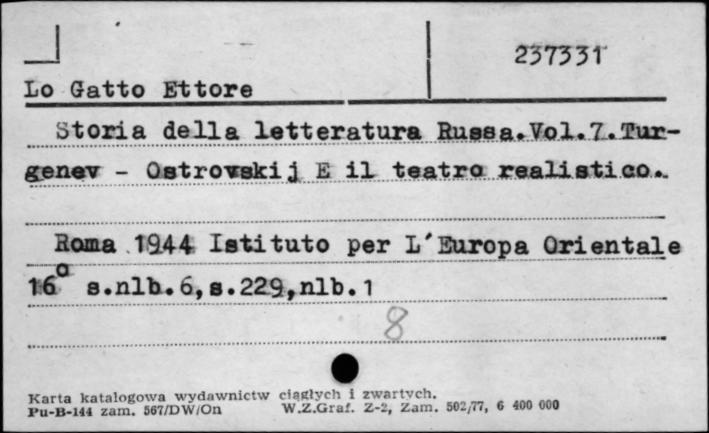 237331
Lo Gatto Ettore
Storia della letteratura Russa.Vol.7.Tur-
genev - Ostrovskij E il teatro realistico.
Roma 1944 Istituto per L´Europa Orientale
16° s.nlb.6,s.229,nlb.1
8
Karta katalogowa wydawnictw ciągłych i zwartych.
Pu-B-144 zam. 567/DW/On W.Z.Graf. Z-2, Zam. 502/77, 6 400 000